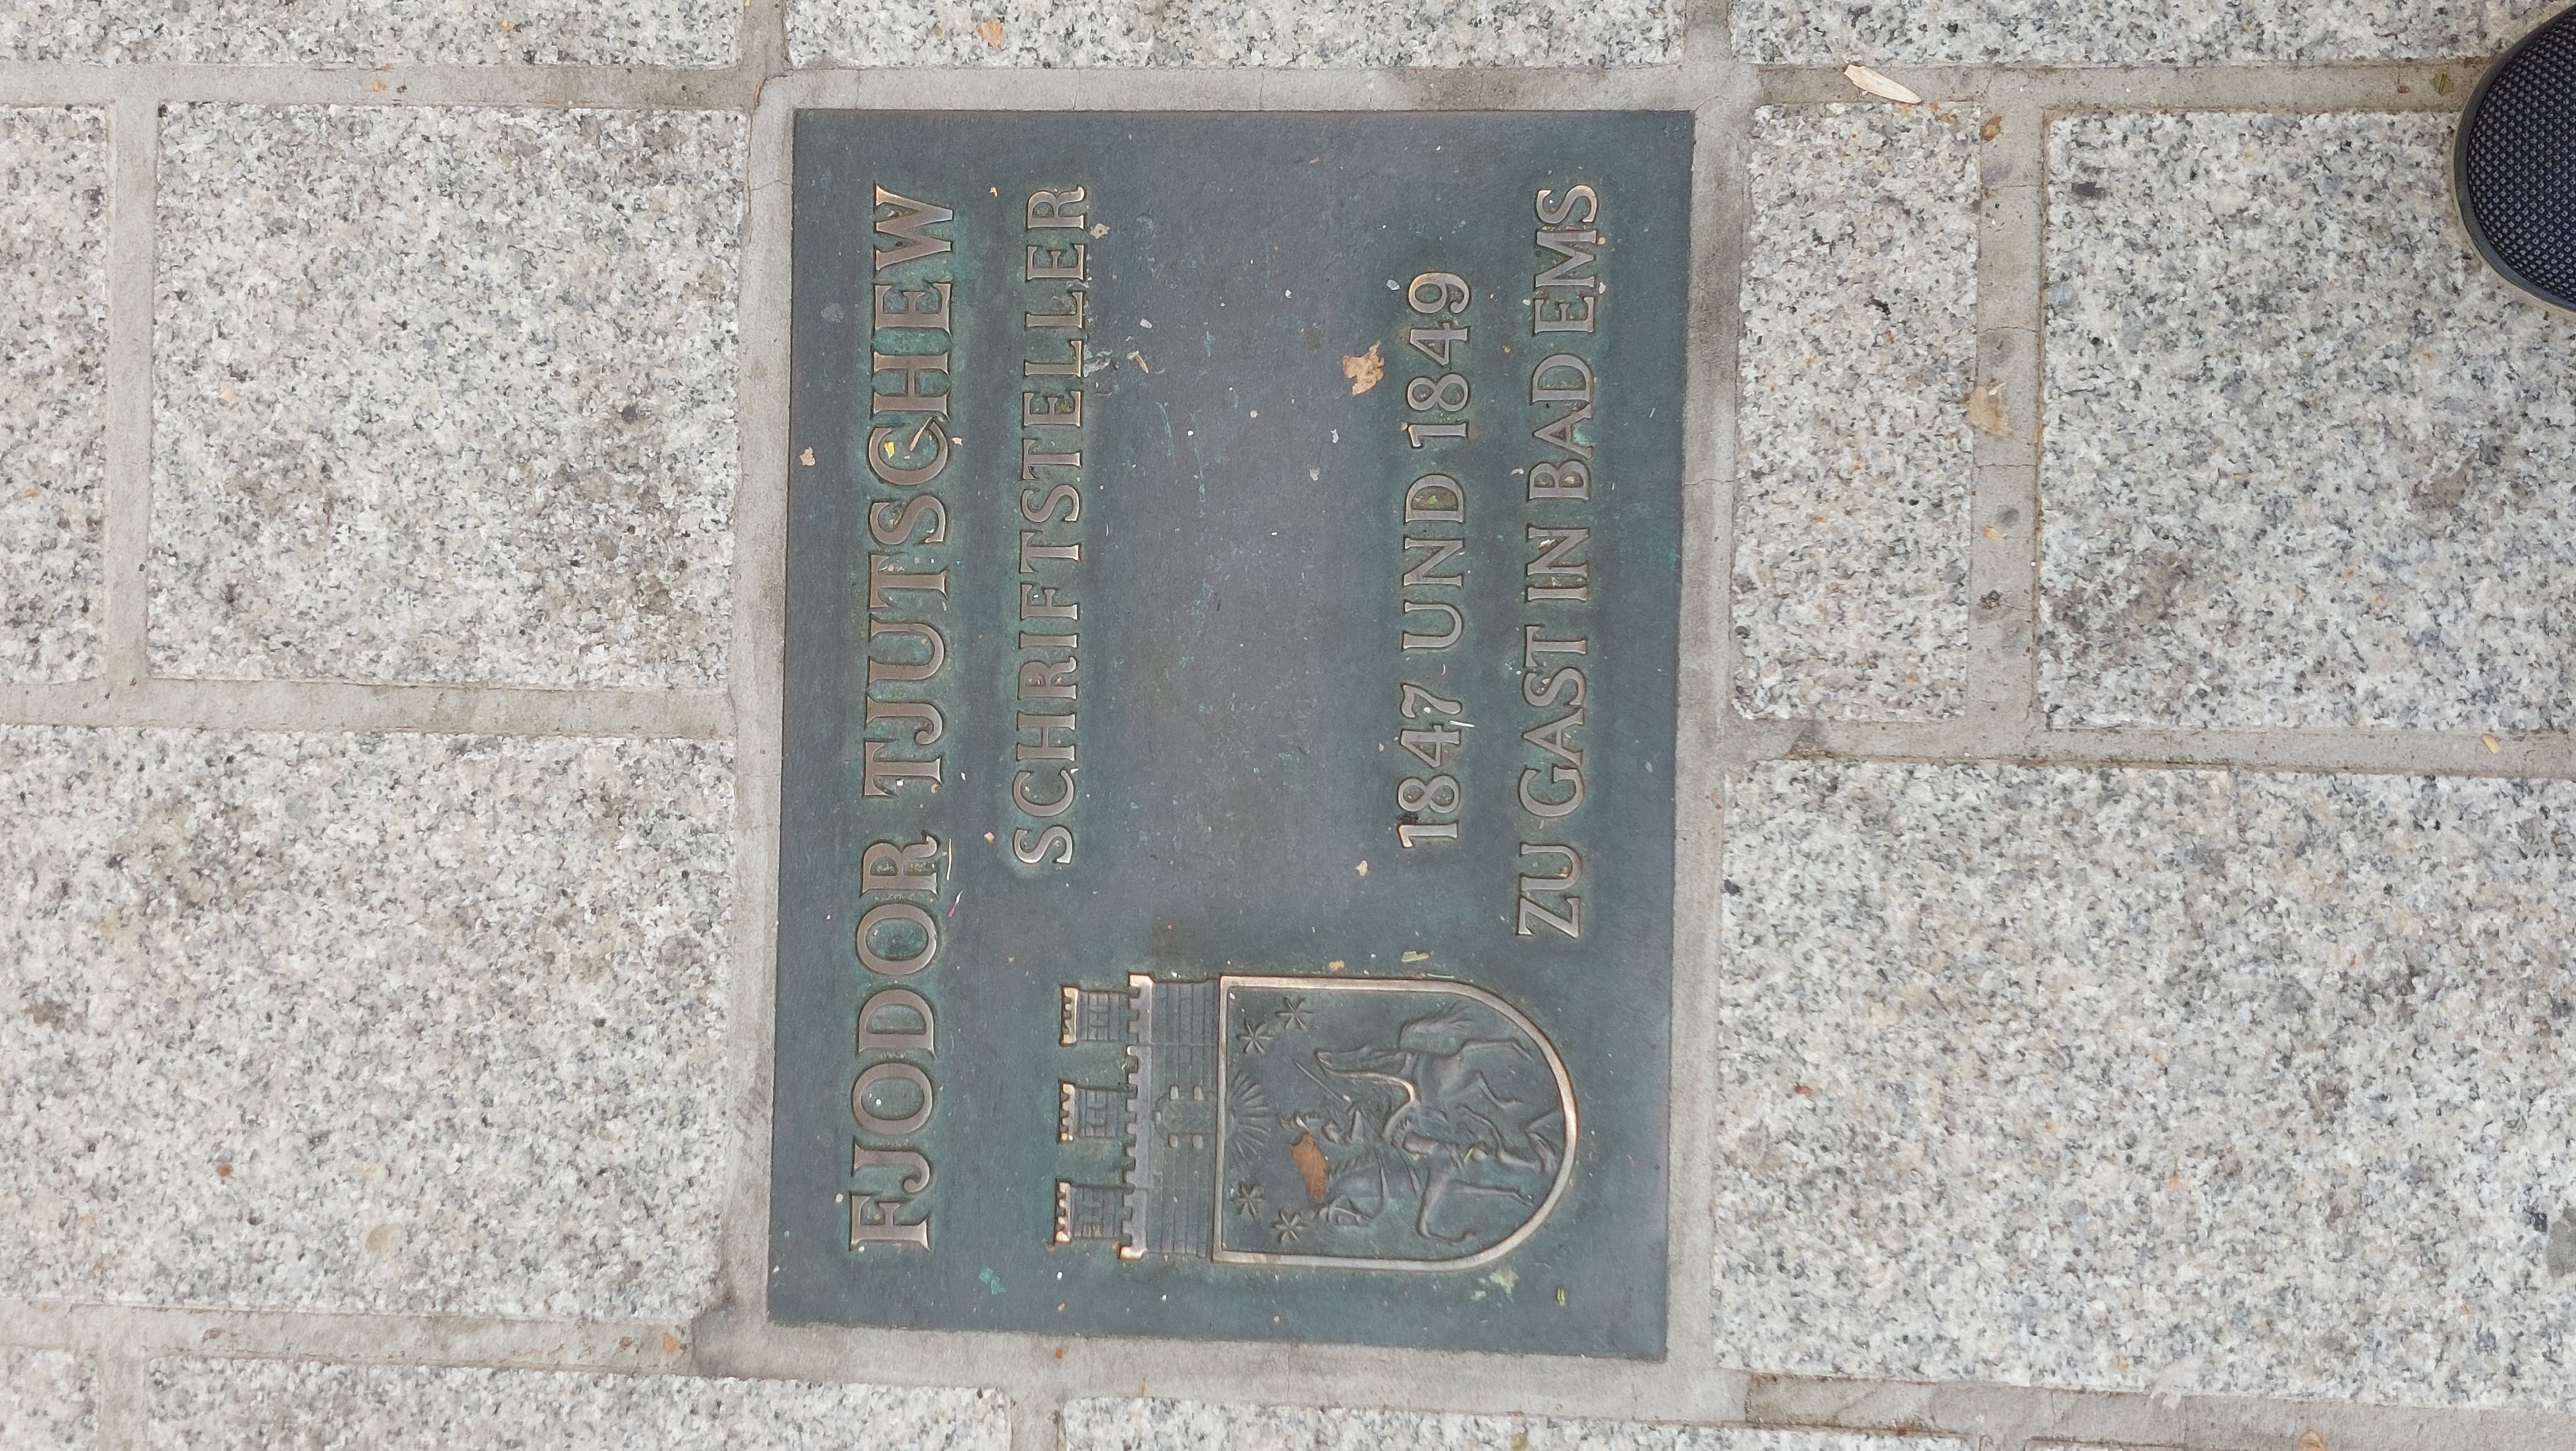 FJODOR TJUTSCHEW
SCHRIFTSTELLER
1847 UND 1849
ZU GAST IN BAD EMS